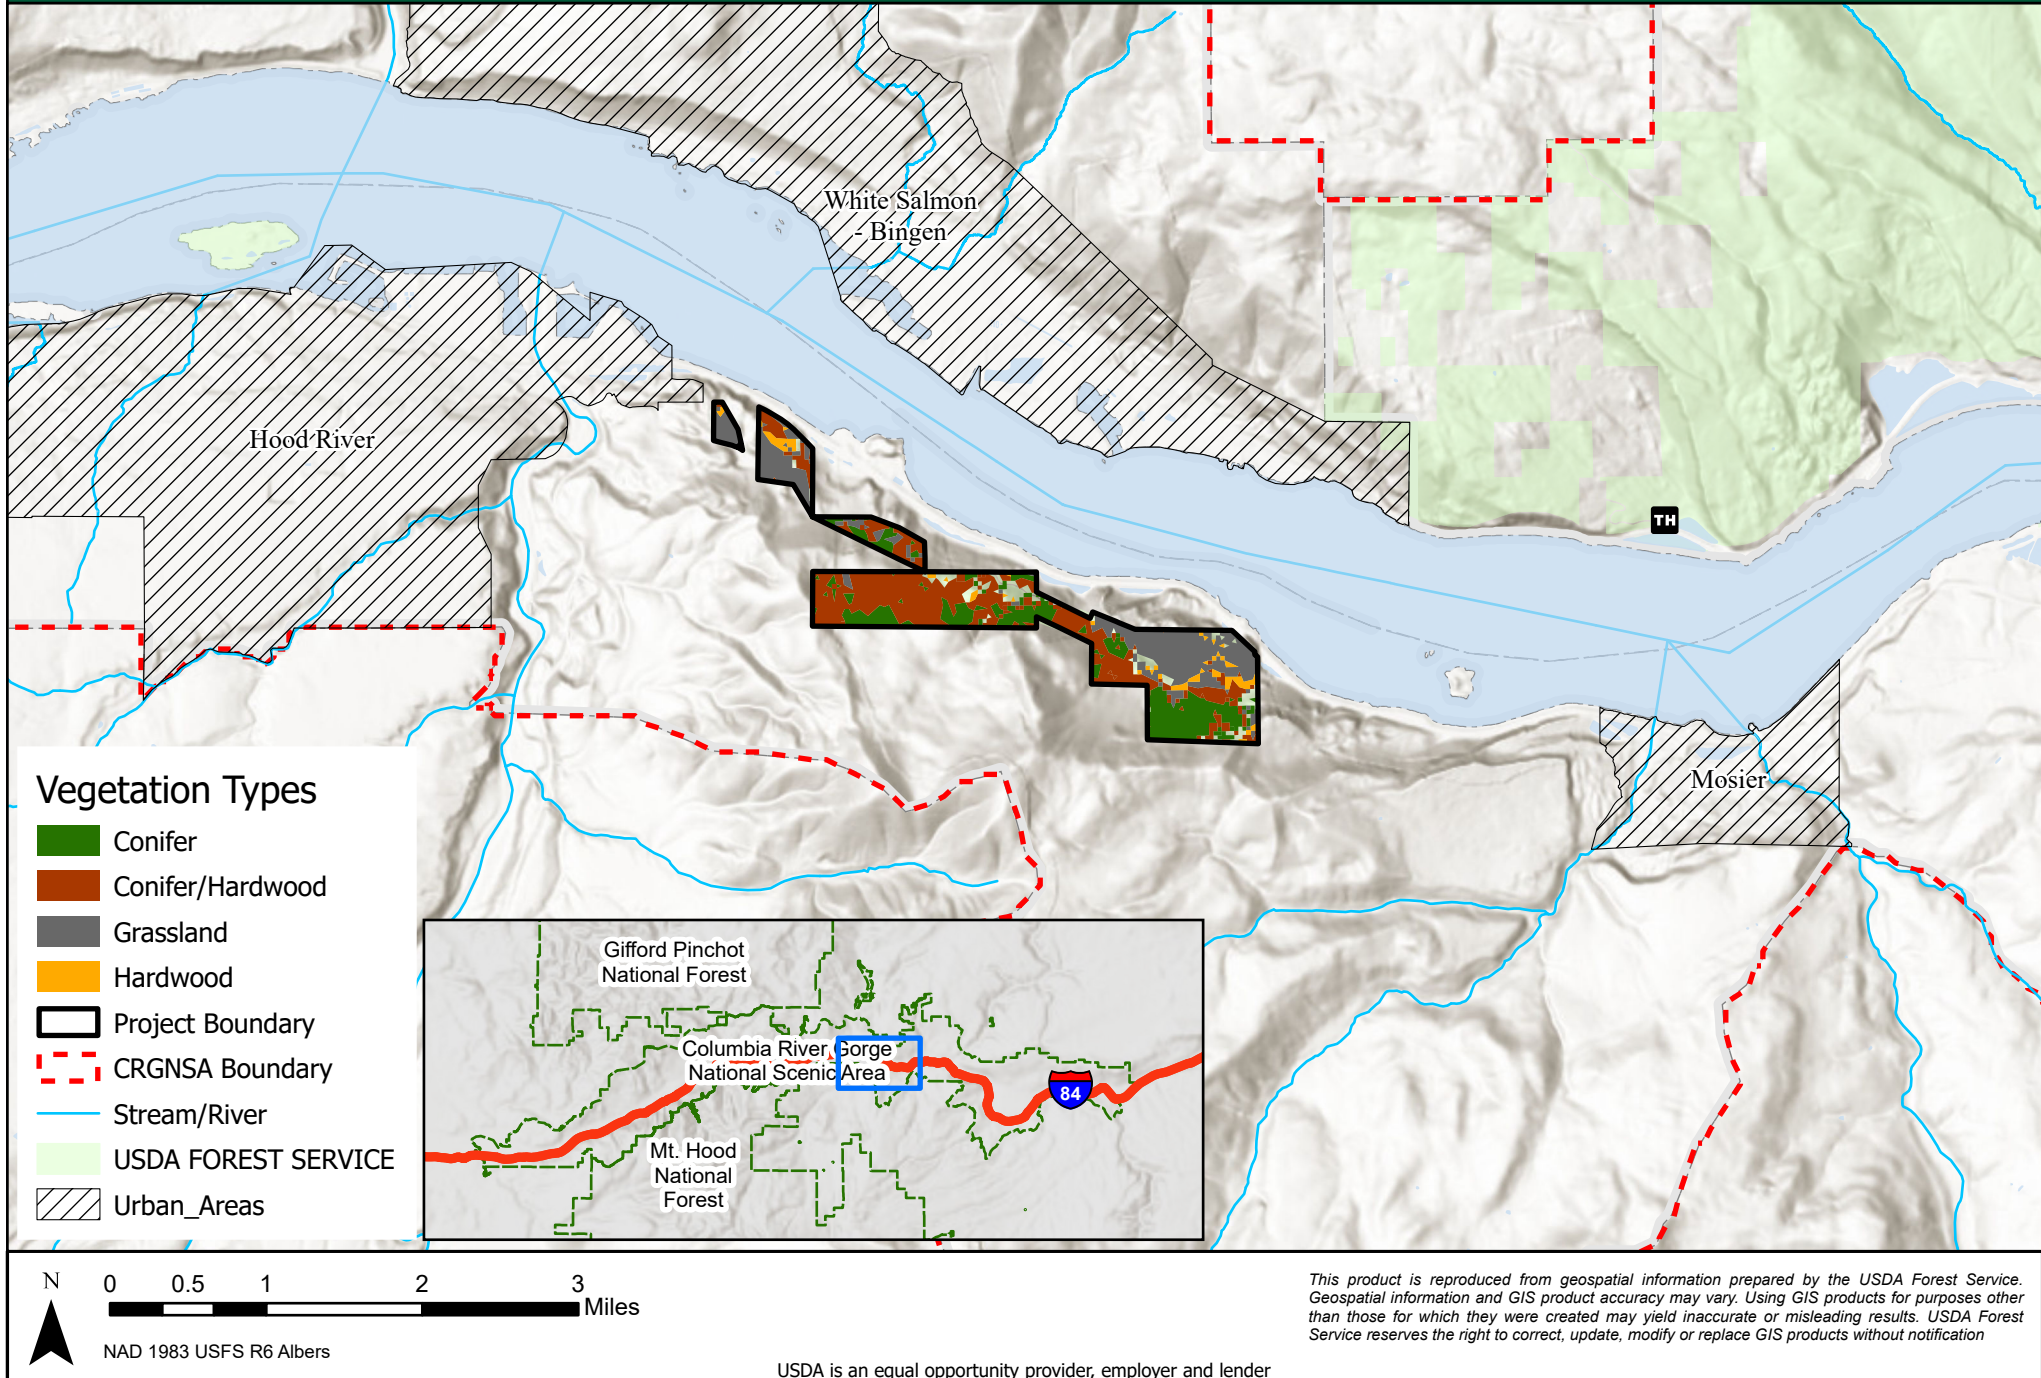 White Salmon
- Bingen
Hood River
TH
Mosier
Vegetation Types
Conifer
Conifer/Hardwood
Grassland
Hardwood
Project Boundary
CRGNSA Boundary
Stream/River
USDA FOREST SERVICE
Urban_Areas
Gifford Pinchot
National Forest
Columbia River Gorge
National Scenic Area
84
Mt. Hood
National
Forest
N
0 0.5 1 2 3
Miles
NAD 1983 USFS R6 Albers
This product is reproduced from geospatial information prepared by the USDA Forest Service.
Geospatial information and GIS product accuracy may vary. Using GIS products for purposes other
than those for which they were created may yield inaccurate or misleading results. USDA Forest
Service reserves the right to correct, update, modify or replace GIS products without notification
USDA is an equal opportunity provider, employer and lender